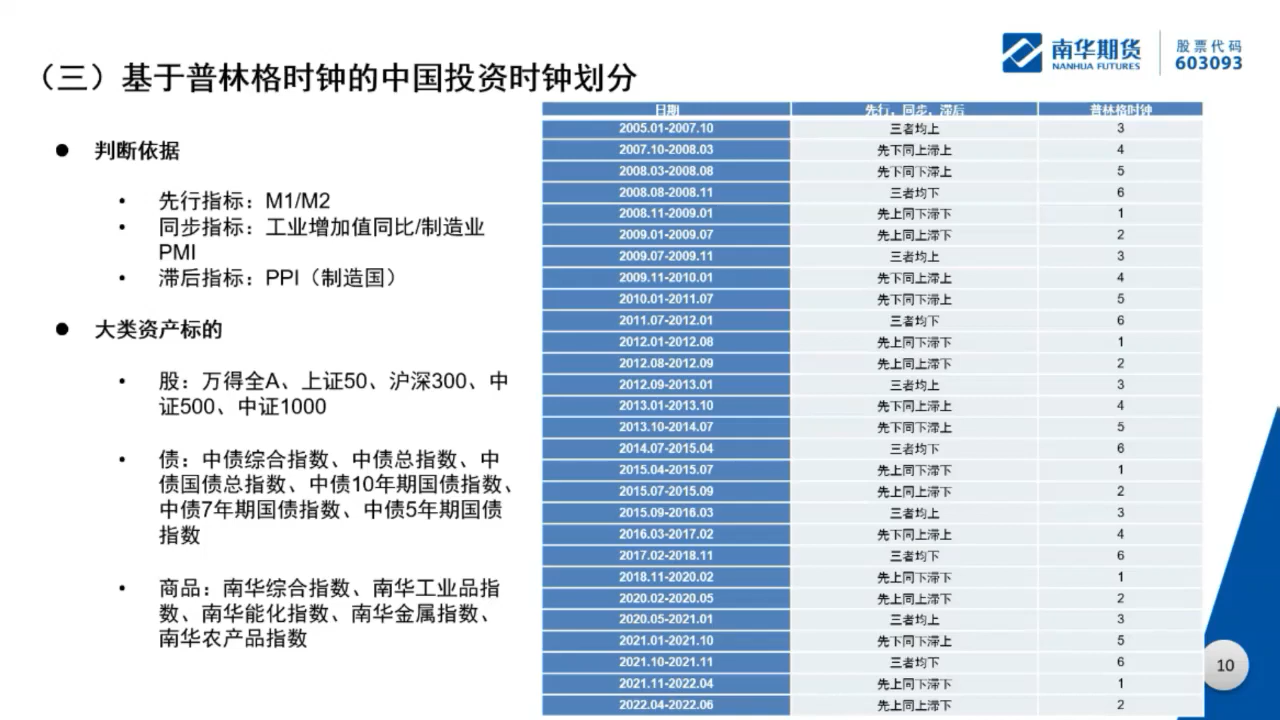 南华期货
NANHUA FUTURES
股票代码
603093
（三）基于普林格时钟的中国投资时钟划分
● 判断依据
• 先行指标：M1/M2
• 同步指标：工业增加值同比/制造业
PMI
• 滞后指标：PPI（制造国）
● 大类资产标的
• 股：万得全A、上证50、沪深300、中
证500、中证1000
• 债：中债综合指数、中债总指数、中
债国债总指数、中债10年期国债指数、
中债7年期国债指数、中债5年期国债
指数
• 商品：南华综合指数、南华工业品指
数、南华能化指数、南华金属指数、
南华农产品指数
日期 先行，同步，滞后 普林格时钟
2005.01-2007.10 三者均上 3
2007.10-2008.03 先下同上滞上 4
2008.03-2008.08 先下同下滞上 5
2008.08-2008.11 三者均下 6
2008.11-2009.01 先上同下滞下 1
2009.01-2009.07 先上同上滞下 2
2009.07-2009.11 三者均上 3
2009.11-2010.01 先下同上滞上 4
2010.01-2011.07 先下同下滞上 5
2011.07-2012.01 三者均下 6
2012.01-2012.08 先上同下滞下 1
2012.08-2012.09 先上同上滞下 2
2012.09-2013.01 三者均上 3
2013.01-2013.10 先下同上滞上 4
2013.10-2014.07 先下同下滞上 5
2014.07-2015.04 三者均下 6
2015.04-2015.07 先上同下滞下 1
2015.07-2015.09 先上同上滞下 2
2015.09-2016.03 三者均上 3
2016.03-2017.02 先下同上滞上 4
2017.02-2018.11 三者均下 6
2018.11-2020.02 先上同下滞下 1
2020.02-2020.05 先上同上滞下 2
2020.05-2021.01 三者均上 3
2021.01-2021.10 先下同下滞上 5
2021.10-2021.11 三者均下 6
2021.11-2022.04 先上同下滞下 1
2022.04-2022.06 先上同上滞下 2
10